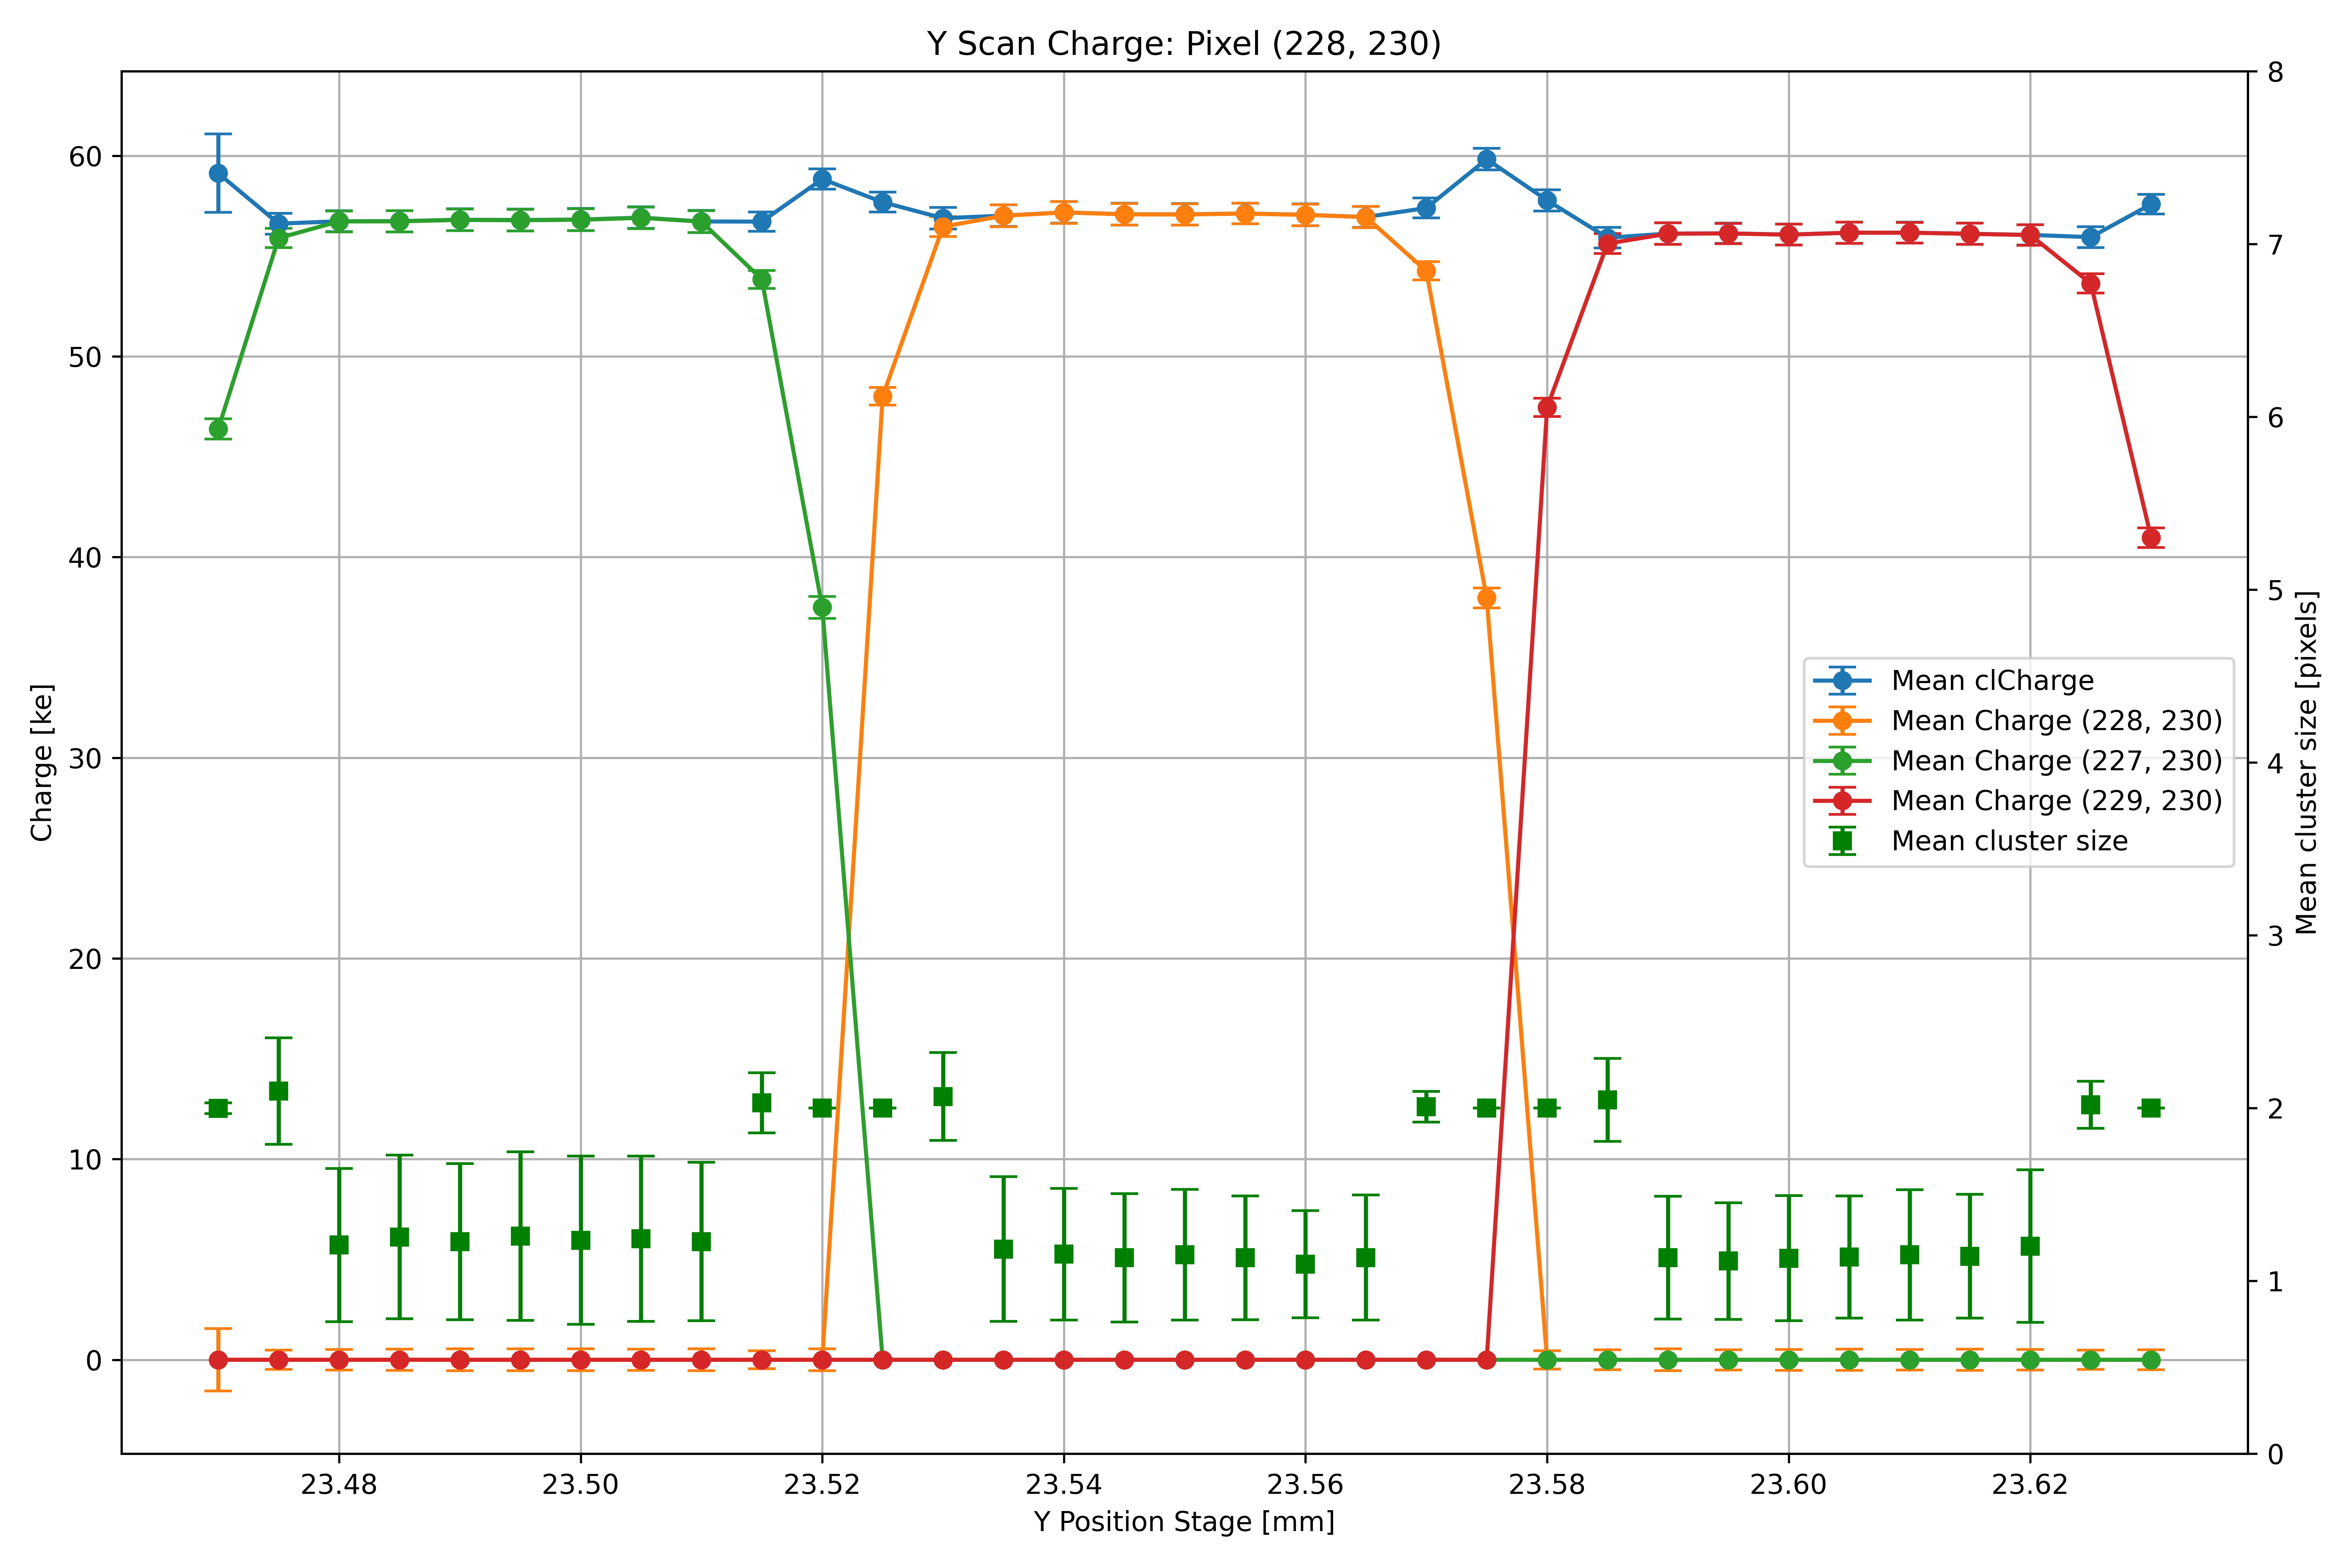 Y Scan Charge: Pixel (228, 230)
8
60
7
50
6
40
5
Mean clCharge
Mean Charge (228, 230)
Mean Charge (227, 230)
Mean Charge (229, 230)
Mean cluster size
Charge [ke]
Mean cluster size [pixels]
30
4
20
3
10
2
1
0
0
23.48
23.50
23.52
23.54
23.56
23.58
23.60
23.62
Y Position Stage [mm]